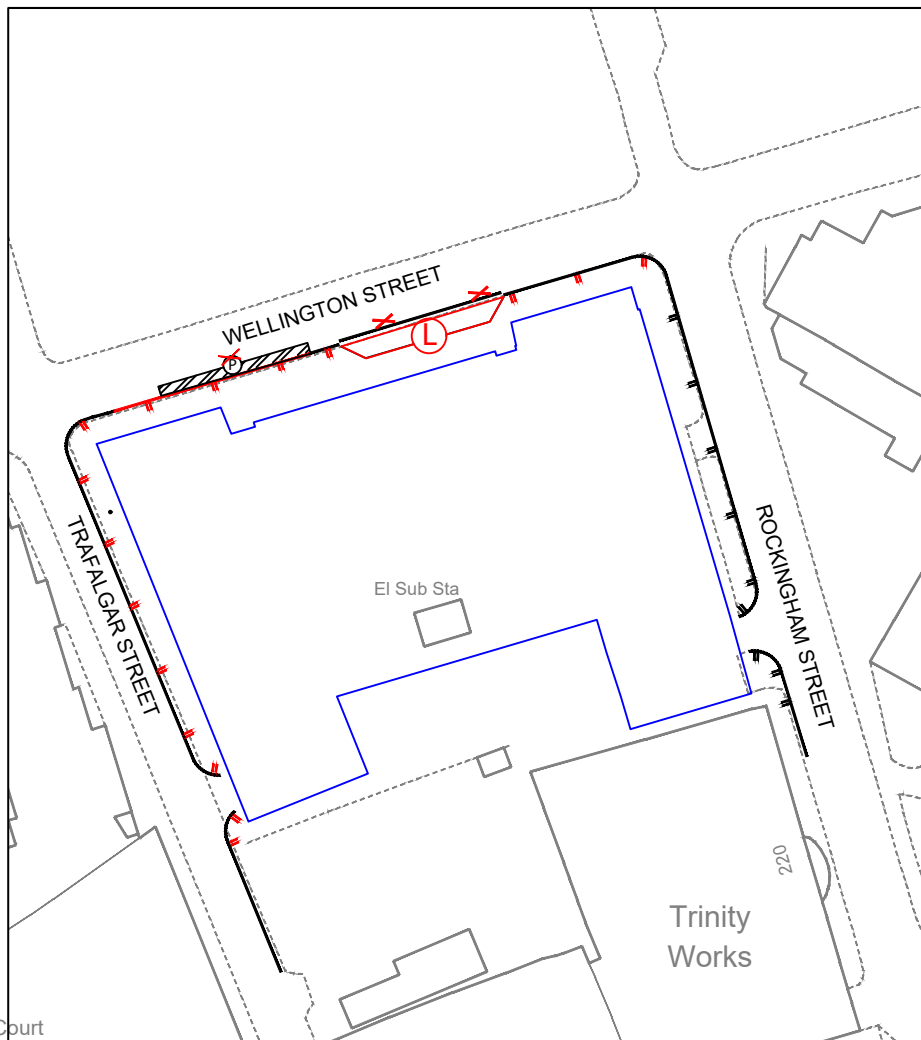 WELLINGTON STREET
L
P
TRAFALGAR STREET
ROCKINGHAM STREET
El Sub Sta
220
Trinity
Works
Court